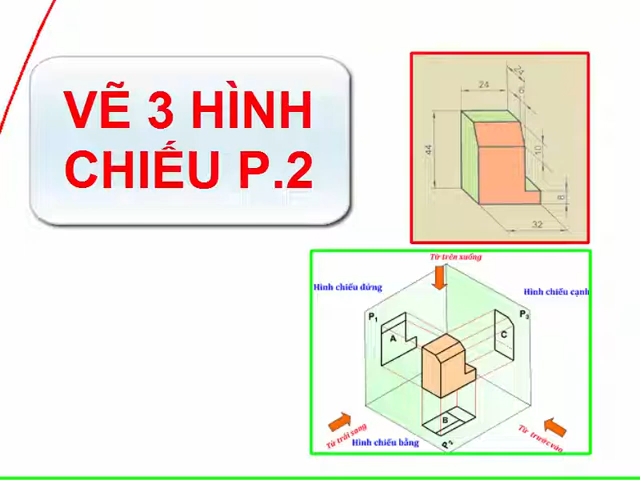 VẼ 3 HÌNH
CHIẾU P.2
24
6
44
10
8
32
Từ trên xuống
Hình chiếu đứng
Hình chiếu cạnh
P1
P3
A
C
B
P2
Từ trái sang
Hình chiếu bằng
Từ trước vào